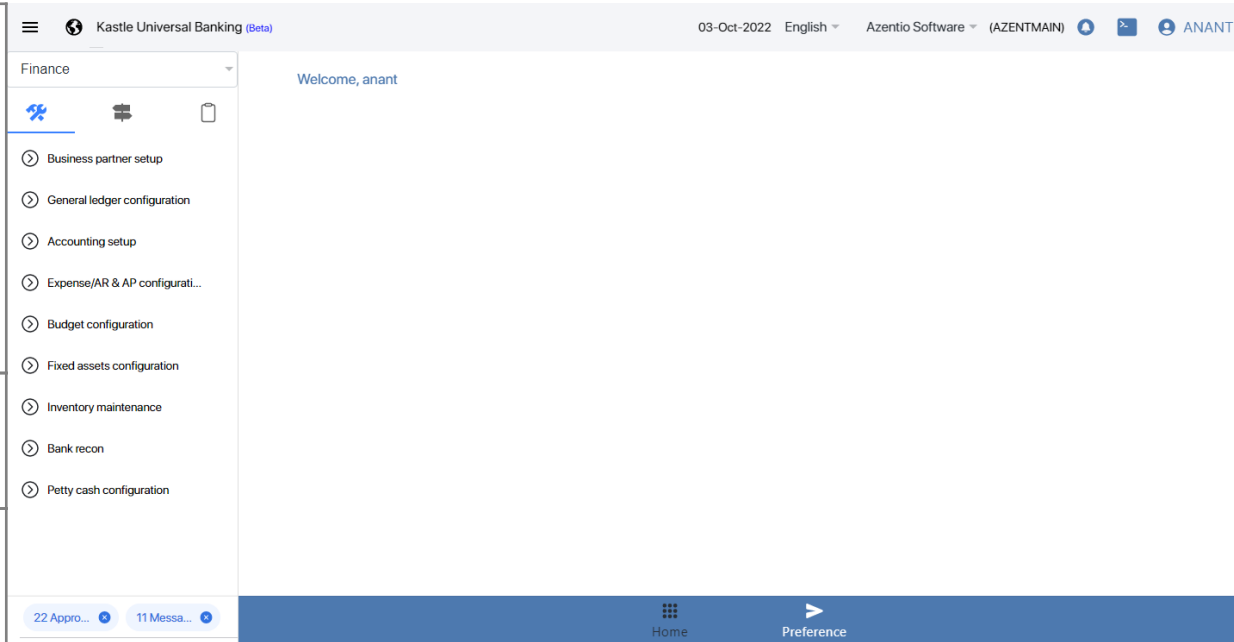 Kastle Universal Banking (Beta)
03-Oct-2022 English Azentio Software (AZENTMAIN) ANANT
Finance
Welcome, anant
Business partner setup
General ledger configuration
Accounting setup
Expense/AR & AP configurati...
Budget configuration
Fixed assets configuration
Inventory maintenance
Bank recon
Petty cash configuration
22 Appro... 11 Messa...
Home Preference